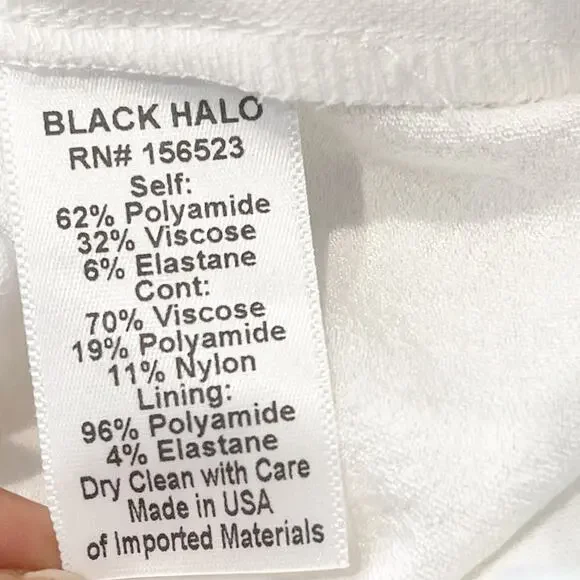 BLACK HALO
RN# 156523
Self:
62% Polyamide
32% Viscose
6% Elastane
Cont:
70% Viscose
19% Polyamide
11% Nylon
Lining:
96% Polyamide
4% Elastane
Dry Clean with Care
Made in USA
of Imported Materials